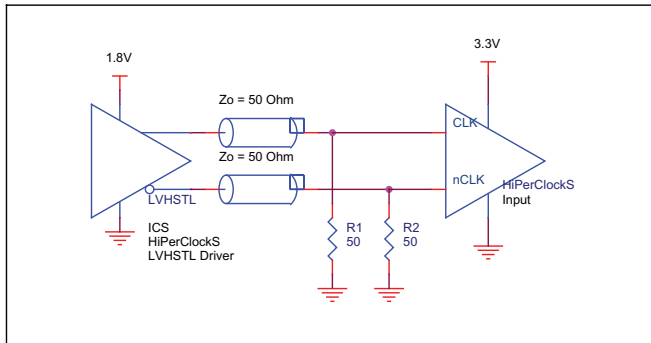 1.8V
3.3V
Zo = 50 Ohm
CLK
Zo = 50 Ohm
nCLK
LVHSTL
HiPerClockS
Input
ICS
HiPerClockS
LVHSTL Driver
R1
50
R2
50